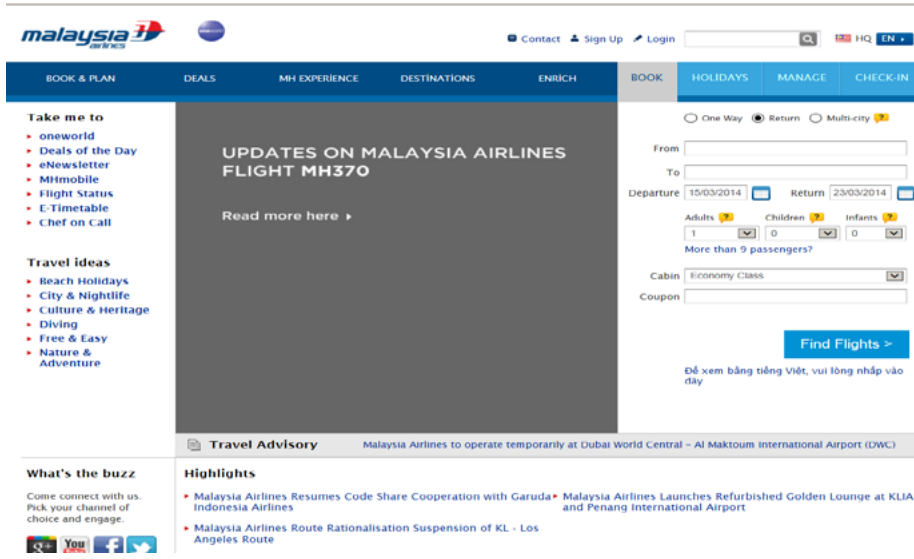 malaysia
airlines
Contact Sign Up Login
HQ EN
BOOK & PLAN DEALS MH EXPERIENCE DESTINATIONS ENRICH BOOK HOLIDAYS MANAGE CHECK-IN
Take me to
oneworld
Deals of the Day
eNewsletter
MHmobile
Flight Status
E-Timetable
Chef on Call
Travel ideas
Beach Holidays
City & Nightlife
Culture & Heritage
Diving
Free & Easy
Nature &
Adventure
UPDATES ON MALAYSIA AIRLINES
FLIGHT MH370
Read more here
One Way Return Multi-city ?
From
To
Departure 15/03/2014 Return 23/03/2014
Adults ? Children ? Infants ?
1 0 0
More than 9 passengers?
Cabin Economy Class
Coupon
Find Flights >
Để xem bằng tiếng Việt, vui lòng nhấp vào
đây
Travel Advisory Malaysia Airlines to operate temporarily at Dubai World Central – Al Maktoum International Airport (DWC)
What's the buzz
Come connect with us.
Pick your channel of
choice and engage.
g+ You Tube f
Highlights
Malaysia Airlines Resumes Code Share Cooperation with Garuda
Indonesia Airlines
Malaysia Airlines Route Rationalisation Suspension of KL - Los
Angeles Route
Malaysia Airlines Launches Refurbished Golden Lounge at KLIA
and Penang International Airport